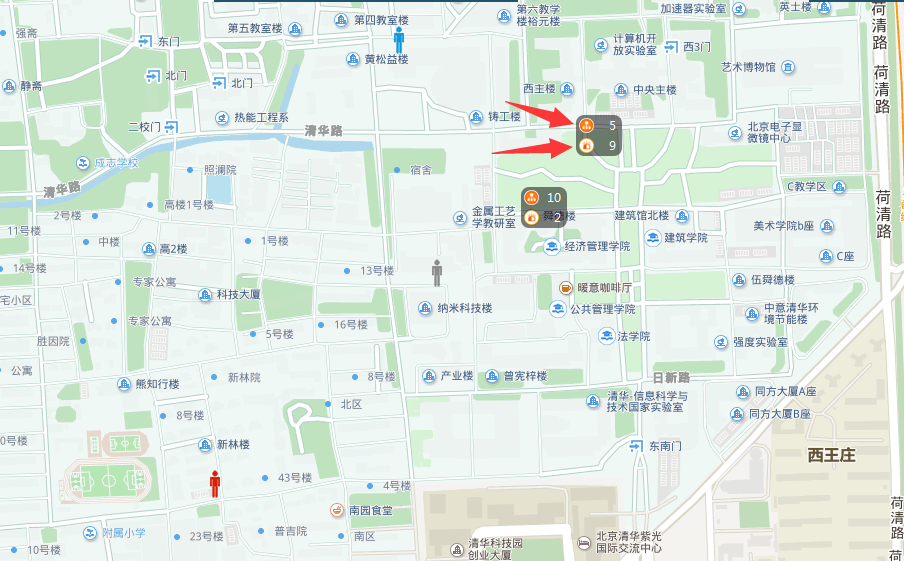 第六教学
楼裕元楼
加速器实验室
英士楼
荷清路
强斋
第五教室楼
第四教室楼
东门
计算机开
放实验室
西3门
黄松益楼
艺术博物馆
荷清路
静斋
北门
北门
西主楼
中央主楼
热能工程系
铸工楼
二校门
清华路
5
北京电子显
微镜中心
9
成志学校
照澜院
宿舍
清华路
C教学区
高楼1号楼
10
荷清路
2号楼
金属工艺
学教研室
2
建筑馆北楼
美术学院b座
11号楼
中楼
1号楼
建筑学院
高2楼
经济管理学院
C座
14号楼
13号楼
专家公寓
暖意咖啡厅
伍舜德楼
宅小区
科技大厦
纳米科技楼
公共管理学院
中意清华环
境节能楼
专家公寓
16号楼
5号楼
法学院
胜因院
强度实验室
公寓
新林院
8号楼
产业楼
曾宪梓楼
日新路
熊知行楼
同方大厦A座
北区
清华-信息科学与
技术国家实验室
8号楼
同方大厦B座
0号楼
新林楼
东南门
西王庄
43号楼
4号楼
荷清路
南园食堂
附属小学
普吉院
23号楼
南区
北京清华紫光
国际交流中心
清华科技园
创业大厦
10号楼
荷